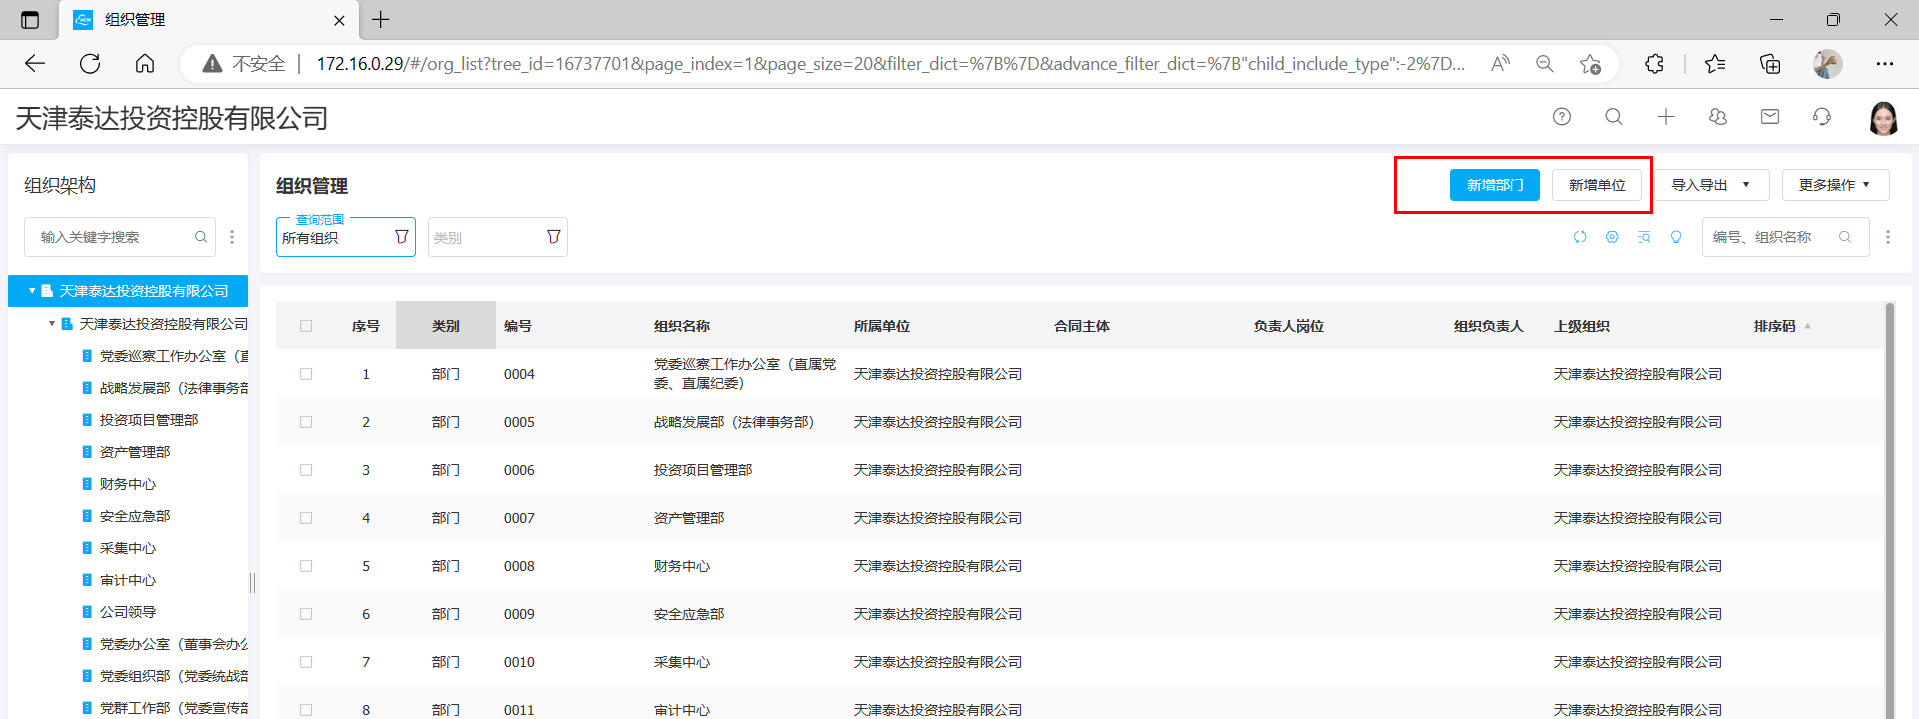 组织管理
不安全
172.16.0.29/#/org_list?tree_id=16737701&page_index=1&page_size=20&filter_dict=%7B%7D&advance_filter_dict=%7B"child_include_type":-2%7D...
天津泰达投资控股有限公司
组织架构
输入关键字搜索
天津泰达投资控股有限公司
天津泰达投资控股有限公司
党委巡察工作办公室（直
战略发展部（法律事务部
投资项目管理部
资产管理部
财务中心
安全应急部
采集中心
审计中心
公司领导
党委办公室（董事会办公
党委组织部（党委统战部
党群工作部（党委宣传部
组织管理
新增部门 新增单位 导入导出 更多操作
查询范围
所有组织 类别
编号、组织名称
序号 类别 编号 组织名称 所属单位 合同主体 负责人岗位 组织负责人 上级组织 排序码
1 部门 0004 党委巡察工作办公室（直属党委、直属纪委） 天津泰达投资控股有限公司 天津泰达投资控股有限公司
2 部门 0005 战略发展部（法律事务部） 天津泰达投资控股有限公司 天津泰达投资控股有限公司
3 部门 0006 投资项目管理部 天津泰达投资控股有限公司 天津泰达投资控股有限公司
4 部门 0007 资产管理部 天津泰达投资控股有限公司 天津泰达投资控股有限公司
5 部门 0008 财务中心 天津泰达投资控股有限公司 天津泰达投资控股有限公司
6 部门 0009 安全应急部 天津泰达投资控股有限公司 天津泰达投资控股有限公司
7 部门 0010 采集中心 天津泰达投资控股有限公司 天津泰达投资控股有限公司
8 部门 0011 审计中心 天津泰达投资控股有限公司 天津泰达投资控股有限公司